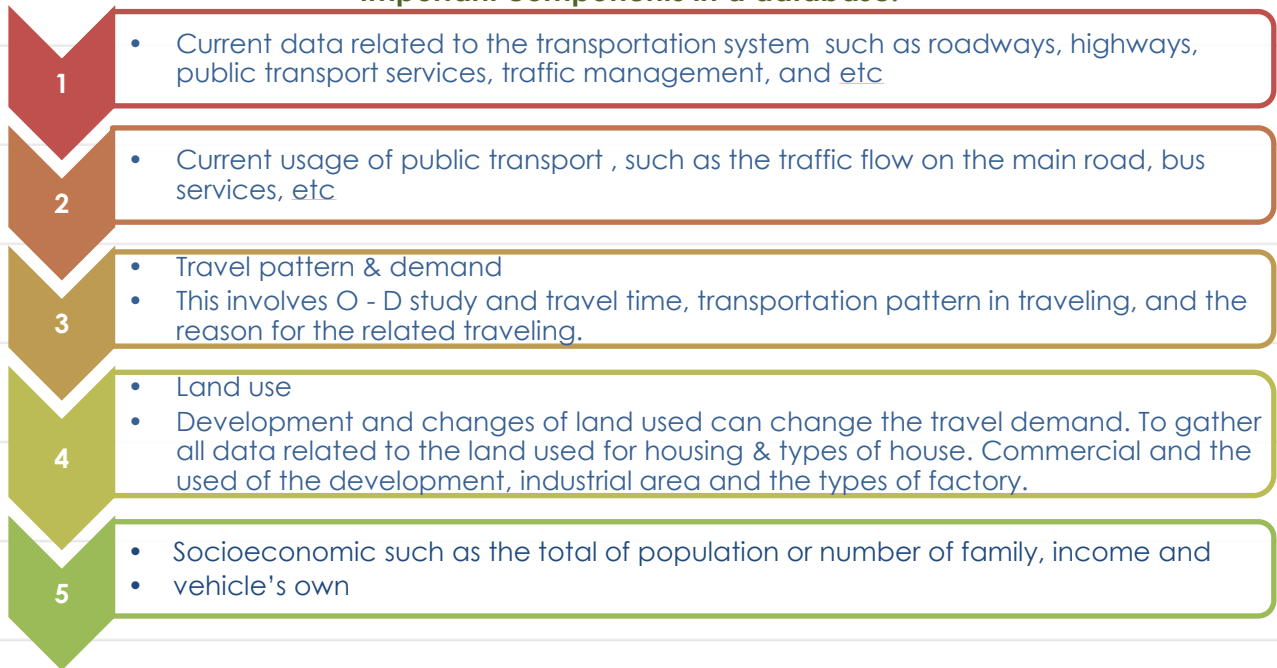 Important Components in a database:
1
• Current data related to the transportation system such as roadways, highways,
public transport services, traffic management, and etc
2
• Current usage of public transport , such as the traffic flow on the main road, bus
services, etc
3
• Travel pattern & demand
• This involves O - D study and travel time, transportation pattern in traveling, and the
reason for the related traveling.
4
• Land use
• Development and changes of land used can change the travel demand. To gather
all data related to the land used for housing & types of house. Commercial and the
used of the development, industrial area and the types of factory.
5
• Socioeconomic such as the total of population or number of family, income and
• vehicle’s own